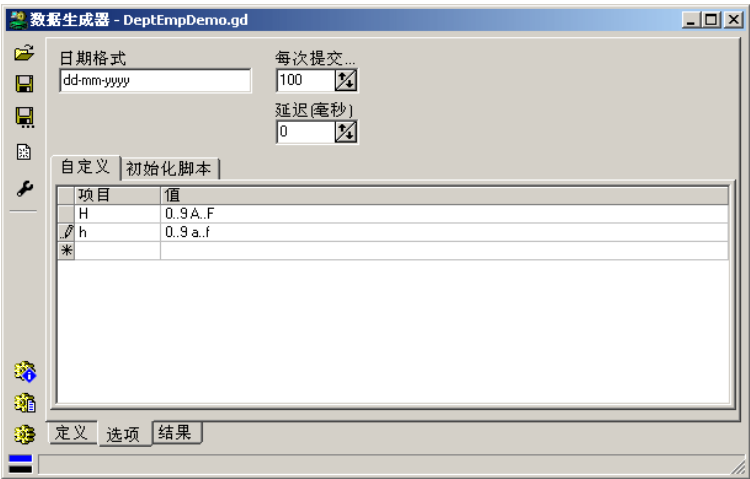 数据生成器 - DeptEmpDemo.gd
日期格式
每次提交...
dd-mm-yyyy
100
延迟(毫秒)
0
自定义 初始化脚本
项目 值
H 0..9 A..F
h 0..9 a..f
定义 选项 结果